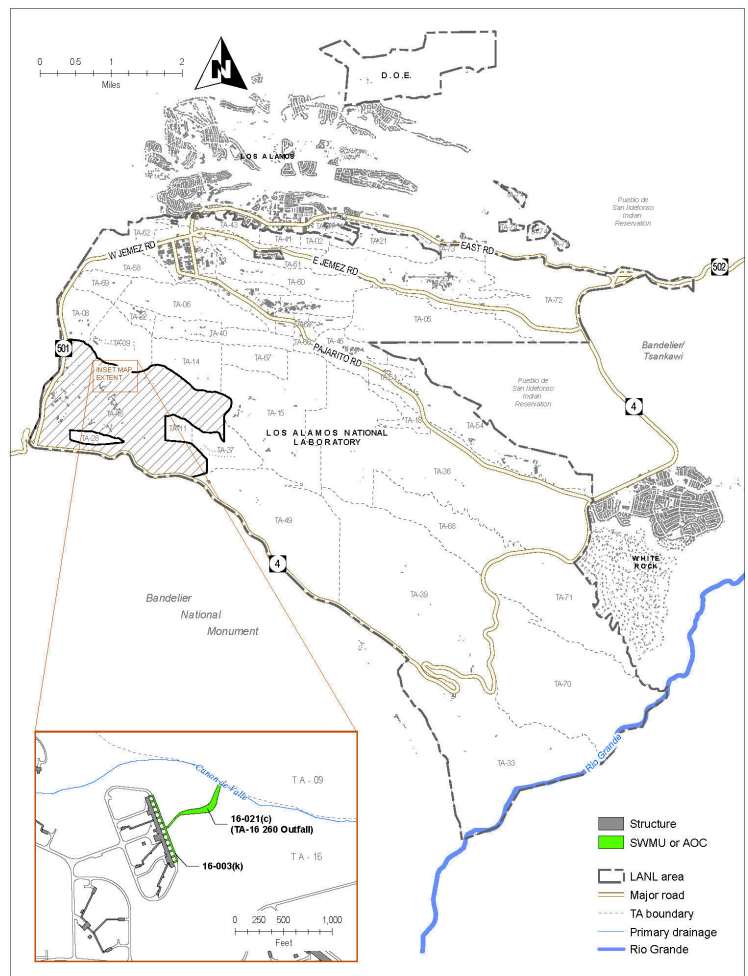 0 0.5 1 2
Miles
N
D.O.E.
LOS ALAMOS
Pueblo de
San Ildefonso
Indian
Reservation
TA-62
TA-43
TA-41
TA-02
TA-21
TA-73
TA-74
EAST RD
502
W JEMEZ RD
E JEMEZ RD
TA-61
TA-58
TA-60
TA-69
TA-72
TA-06
TA-05
TA-08
TA-22
TA-40
TA-46
PAJARITO RD
501
TA-09
TA-14
TA-67
Bandelier/
Tsankawi
INSET MAP
EXTENT
Pueblo de
San Ildefonso
Indian
Reservation
TA-16
TA-15
4
TA-11
TA-18
TA-54
LOS ALAMOS NATIONAL
LABORATORY
TA-28
TA-37
TA-36
TA-49
TA-68
4
WHITE
ROCK
Bandelier
National
Monument
TA-39
TA-71
TA-70
TA-33
Rio Grande
Canon de Valle
TA - 09
16-021(c)
(TA-16 260 Outfall)
TA - 16
16-003(k)
0 250 500 1,000
Feet
Structure
SWMU or AOC
LANL area
Major road
TA boundary
Primary drainage
Rio Grande